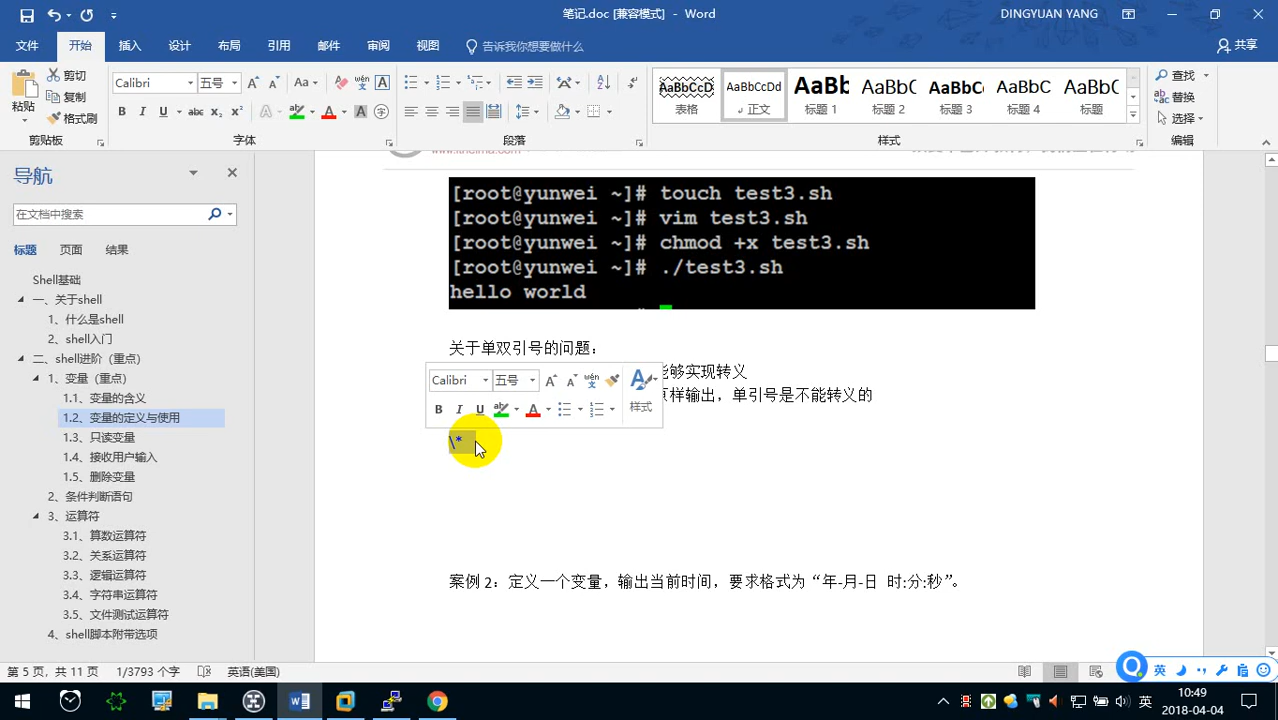 笔记.doc [兼容模式] - Word
DINGYUAN YANG
文件 开始 插入 设计 布局 引用 邮件 审阅 视图 告诉我你想要做什么 共享
粘贴 剪切 复制 格式刷
Calibri 五号
AaBbCcD 表格
AaBbCcDd 正文
AaBb 标题 1
AaBbC 标题 2
AaBbC 标题 3
AaBbC 标题 4
AaBbC 标题
查找
替换
选择
剪贴板 字体 段落 样式 编辑
导航
在文档中搜索
标题 页面 结果
Shell基础
一、关于shell
1、什么是shell
2、shell入门
二、shell进阶（重点）
1、变量（重点）
1.1、变量的含义
1.2、变量的定义与使用
1.3、只读变量
1.4、接收用户输入
1.5、删除变量
2、条件判断语句
3、运算符
3.1、算数运算符
3.2、关系运算符
3.3、逻辑运算符
3.4、字符串运算符
3.5、文件测试运算符
4、shell脚本附带选项
[root@yunwei ~]# touch test3.sh
[root@yunwei ~]# vim test3.sh
[root@yunwei ~]# chmod +x test3.sh
[root@yunwei ~]# ./test3.sh
hello world
关于单双引号的问题：
能够实现转义
原样输出，单引号是不能转义的
Calibri 五号 样式
\*
案例 2：定义一个变量，输出当前时间，要求格式为“年-月-日 时:分:秒”。
第 5 页，共 11 页 1/3793 个字 英语(美国)
英
英 10:49
2018-04-04